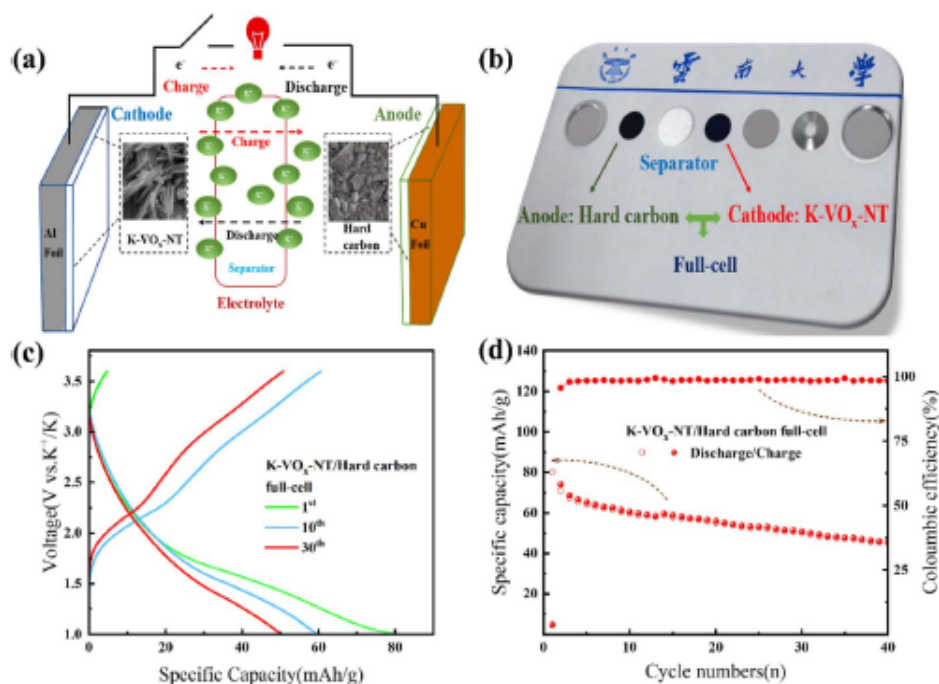 (a)
e⁻
e⁻
Charge
Discharge
Cathode
Anode
K⁺
Charge
Al
Foil
K-VOₓ-NT
Discharge
Separator
Hard
carbon
Cu
Foil
Electrolyte
(b)
雲南大學
Separator
Anode: Hard carbon
Cathode: K-VOₓ-NT
Full-cell
(c)
Voltage(V vs.K⁺/K)
3.5
3.0
2.5
2.0
1.5
1.0
K-VOₓ-NT/Hard carbon
full-cell
1ˢᵗ
10ᵗʰ
30ᵗʰ
0
20
40
60
80
Specific Capacity(mAh/g)
(d)
Specific capacity(mAh/g)
140
120
100
80
60
40
20
0
K-VOₓ-NT/Hard carbon full-cell
Discharge/Charge
100
75
50
25
Coloumbic efficiency(%)
0
10
20
30
40
Cycle numbers(n)